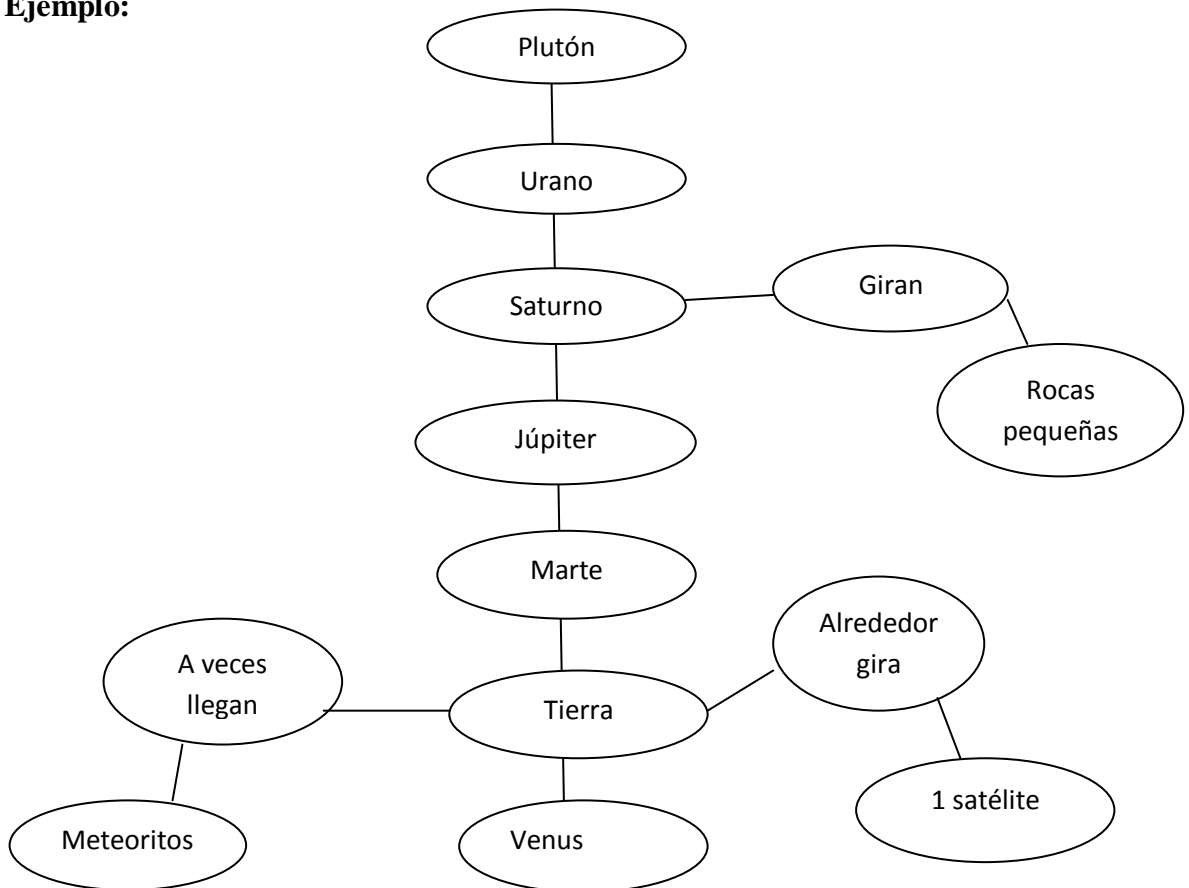 Ejemplo:
Plutón
Urano
Saturno
Giran
Rocas
pequeñas
Júpiter
Marte
Alrededor
gira
A veces
llegan
Tierra
1 satélite
Meteoritos
Venus